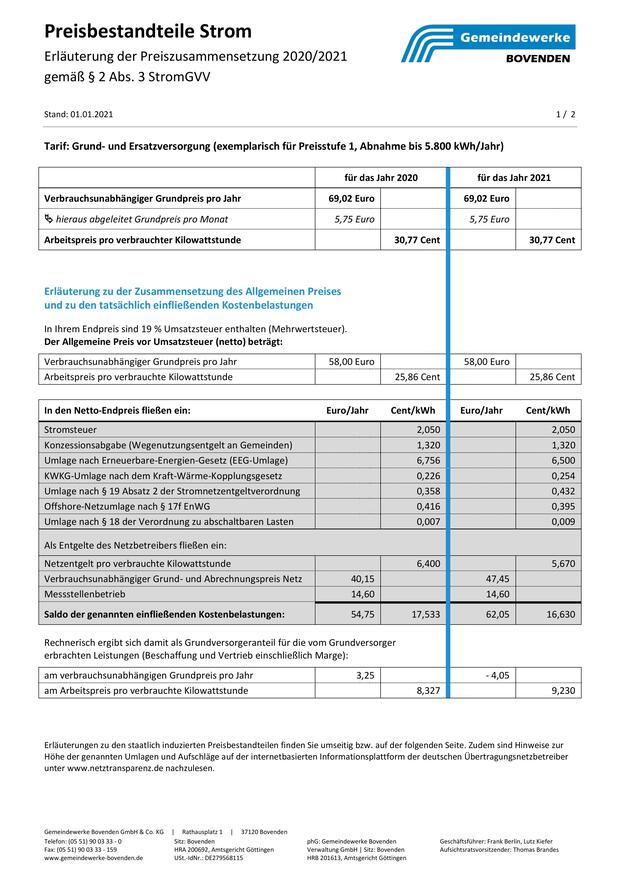 Preisbestandteile Strom
Erläuterung der Preiszusammensetzung 2020/2021
gemäß § 2 Abs. 3 StromGVV
Gemeindewerke
BOVENDEN
Stand: 01.01.2021 1 / 2
Tarif: Grund- und Ersatzversorgung (exemplarisch für Preisstufe 1, Abnahme bis 5.800 kWh/Jahr)
für das Jahr 2020 für das Jahr 2021
Verbrauchsunabhängiger Grundpreis pro Jahr 69,02 Euro 69,02 Euro
hieraus abgeleitet Grundpreis pro Monat 5,75 Euro 5,75 Euro
Arbeitspreis pro verbrauchter Kilowattstunde 30,77 Cent 30,77 Cent
Erläuterung zu der Zusammensetzung des Allgemeinen Preises
und zu den tatsächlich einfließenden Kostenbelastungen
In Ihrem Endpreis sind 19 % Umsatzsteuer enthalten (Mehrwertsteuer).
Der Allgemeine Preis vor Umsatzsteuer (netto) beträgt:
Verbrauchsunabhängiger Grundpreis pro Jahr 58,00 Euro 58,00 Euro
Arbeitspreis pro verbrauchte Kilowattstunde 25,86 Cent 25,86 Cent
In den Netto-Endpreis fließen ein: Euro/Jahr Cent/kWh Euro/Jahr Cent/kWh
Stromsteuer 2,050 2,050
Konzessionsabgabe (Wegenutzungsentgelt an Gemeinden) 1,320 1,320
Umlage nach Erneuerbare-Energien-Gesetz (EEG-Umlage) 6,756 6,500
KWKG-Umlage nach dem Kraft-Wärme-Kopplungsgesetz 0,226 0,254
Umlage nach § 19 Absatz 2 der Stromnetzentgeltverordnung 0,358 0,432
Offshore-Netzumlage nach § 17f EnWG 0,416 0,395
Umlage nach § 18 der Verordnung zu abschaltbaren Lasten 0,007 0,009
Als Entgelte des Netzbetreibers fließen ein:
Netzentgelt pro verbrauchte Kilowattstunde 6,400 5,670
Verbrauchsunabhängiger Grund- und Abrechnungspreis Netz 40,15 47,45
Messstellenbetrieb 14,60 14,60
Saldo der genannten einfließenden Kostenbelastungen: 54,75 17,533 62,05 16,630
Rechnerisch ergibt sich damit als Grundversorgeranteil für die vom Grundversorger
erbrachten Leistungen (Beschaffung und Vertrieb einschließlich Marge):
am verbrauchsunabhängigen Grundpreis pro Jahr 3,25 - 4,05
am Arbeitspreis pro verbrauchte Kilowattstunde 8,327 9,230
Erläuterungen zu den staatlich induzierten Preisbestandteilen finden Sie umseitig bzw. auf der folgenden Seite. Zudem sind Hinweise zur
Höhe der genannten Umlagen und Aufschläge auf der internetbasierten Informationsplattform der deutschen Übertragungsnetzbetreiber
unter www.netztransparenz.de nachzulesen.
Gemeindewerke Bovenden GmbH & Co. KG | Rathausplatz 1 | 37120 Bovenden
Telefon: (05 51) 90 03 33 - 0 Sitz: Bovenden phG: Gemeindewerke Bovenden Geschäftsführer: Frank Berlin, Lutz Kiefer
Fax: (05 51) 90 03 33 - 159 HRA 200692, Amtsgericht Göttingen Verwaltung GmbH | Sitz: Bovenden Aufsichtsratsvorsitzender: Thomas Brandes
www.gemeindewerke-bovenden.de USt.-IdNr.: DE279568115 HRB 201613, Amtsgericht Göttingen